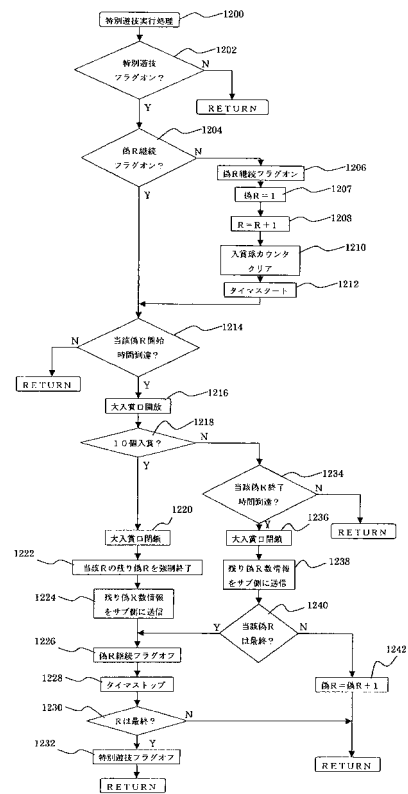 1200
特別遊技実行処理
1202
特別遊技
フラグオン？
N
RETURN
Y
1204
偽R継続
フラグオン？
N
Y
1206
偽R継続フラグオン
1207
偽R＝1
1208
R＝R＋1
1210
入賞球カウンタ
クリア
1212
タイマスタート
1214
当該偽R開始
時間到達？
N
RETURN
Y
1216
大入賞口開放
1218
10個入賞？
N
Y
1234
当該偽R終了
時間到達？
N
RETURN
Y
1220
大入賞口閉鎖
1236
大入賞口閉鎖
1222
当該Rの残り偽Rを強制終了
1238
残り偽R数情報
をサブ側に送信
1224
残り偽R数情報
をサブ側に送信
1240
当該偽R
は最終？
Y
N
1226
偽R継続フラグオフ
1242
偽R＝偽R＋1
1228
タイマストップ
1230
Rは最終？
N
Y
1232
特別遊技フラグオフ
RETURN
RETURN